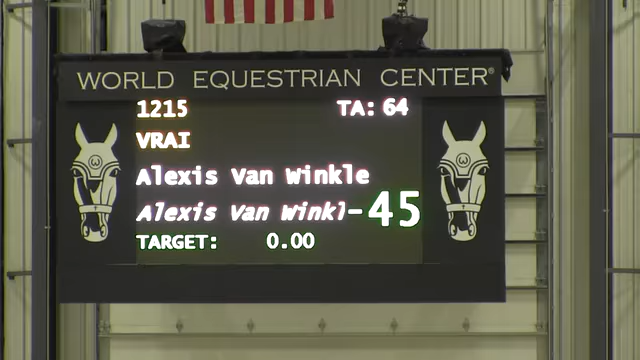 WORLD EQUESTRIAN CENTER®
1215 TA: 64
VRAI
Alexis Van Winkle
Alexis Van Winkl -45
TARGET: 0.00